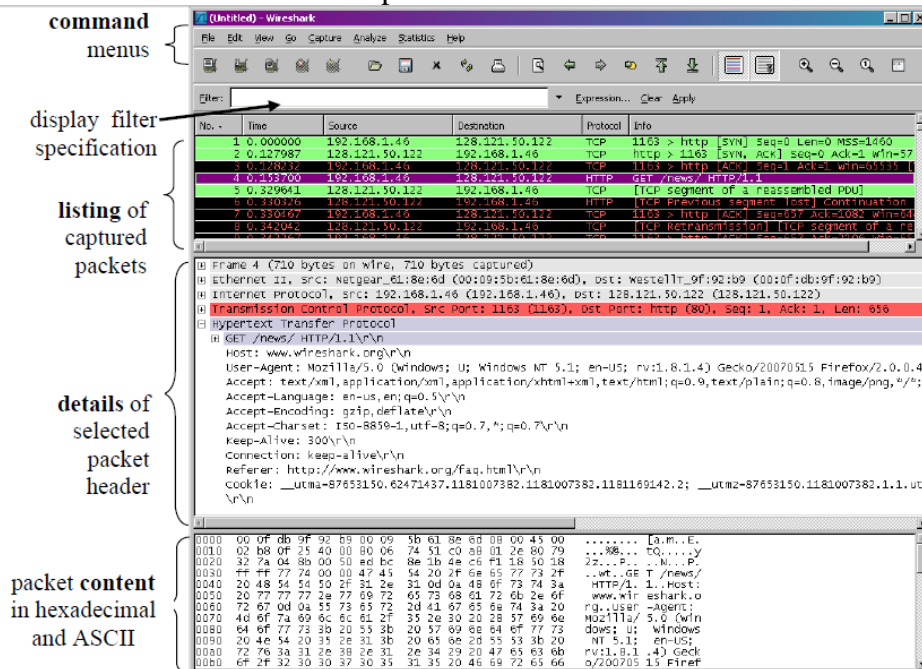 command
menus
display filter
specification
listing of
captured
packets
details of
selected
packet
header
packet content
in hexadecimal
and ASCII
(Untitled) - Wireshark
File Edit View Go Capture Analyze Statistics Help
Filter: Expression... Clear Apply
No. Time Source Destination Protocol Info
1 0.000000 192.168.1.46 128.121.50.122 TCP 1163 > http [SYN] Seq=0 Len=0 MSS=1460
2 0.127987 128.121.50.122 192.168.1.46 TCP http > 1163 [SYN, ACK] Seq=0 Ack=1 Win=57
3 0.128232 192.168.1.46 128.121.50.122 TCP 1163 > http [ACK] Seq=1 Ack=1 Win=65535 [
4 0.153700 192.168.1.46 128.121.50.122 HTTP GET /news/ HTTP/1.1
5 0.329641 128.121.50.122 192.168.1.46 TCP [TCP segment of a reassembled PDU]
6 0.330326 128.121.50.122 192.168.1.46 HTTP [TCP Previous segment lost] Continuation
7 0.330467 192.168.1.46 128.121.50.122 TCP 1163 > http [ACK] Seq=657 Ack=1082 Win=64
8 0.342042 128.121.50.122 192.168.1.46 TCP [TCP Retransmission] [TCP segment of a re
Frame 4 (710 bytes on wire, 710 bytes captured)
Ethernet II, Src: Netgear_61:8e:6d (00:09:5b:61:8e:6d), Dst: WestellT_9f:92:b9 (00:0f:db:9f:92:b9)
Internet Protocol, Src: 192.168.1.46 (192.168.1.46), Dst: 128.121.50.122 (128.121.50.122)
Transmission Control Protocol, Src Port: 1163 (1163), Dst Port: http (80), Seq: 1, Ack: 1, Len: 656
Hypertext Transfer Protocol
GET /news/ HTTP/1.1\r\n
Host: www.wireshark.org\r\n
User-Agent: Mozilla/5.0 (Windows; U; Windows NT 5.1; en-US; rv:1.8.1.4) Gecko/20070515 Firefox/2.0.0.4
Accept: text/xml,application/xml,application/xhtml+xml,text/html;q=0.9,text/plain;q=0.8,image/png,*/*;
Accept-Language: en-us,en;q=0.5\r\n
Accept-Encoding: gzip,deflate\r\n
Accept-Charset: ISO-8859-1,utf-8;q=0.7,*;q=0.7\r\n
Keep-Alive: 300\r\n
Connection: keep-alive\r\n
Referer: http://www.wireshark.org/faq.html\r\n
Cookie: __utma=87653150.62471437.1181007382.1181007382.1181169142.2; __utmz=87653150.1181007382.1.1.ut
\r\n
0000 00 0f db 9f 92 b9 00 09 5b 61 8e 6d 08 00 45 00 ........ [a.m..E.
0010 02 b8 0f 25 40 00 80 06 74 51 c0 a8 01 2e 80 79 ...%@... tQ.....y
0020 32 7a 04 8b 00 50 ed bc 8e 1b 4e c6 f1 18 50 18 2z...P.. ..N...P.
0030 ff ff 77 74 00 00 47 45 54 20 2f 6e 65 77 73 2f ..wt..GE T /news/
0040 20 48 54 54 50 2f 31 2e 31 0d 0a 48 6f 73 74 3a HTTP/1. 1..Host:
0050 20 77 77 77 2e 77 69 72 65 73 68 61 72 6b 2e 6f www.wir eshark.o
0060 72 67 0d 0a 55 73 65 72 2d 41 67 65 6e 74 3a 20 rg..User -Agent:
0070 4d 6f 7a 69 6c 6c 61 2f 35 2e 30 20 28 57 69 6e Mozilla/ 5.0 (Win
0080 64 6f 77 73 3b 20 55 3b 20 57 69 6e 64 6f 77 73 dows; U; Windows
0090 20 4e 54 20 35 2e 31 3b 20 65 6e 2d 55 53 3b 20 NT 5.1; en-US;
00a0 72 76 3a 31 2e 38 2e 31 2e 34 29 20 47 65 63 6b rv:1.8.1 .4) Geck
00b0 6f 2f 32 30 30 37 30 35 31 35 20 46 69 72 65 66 o/200705 15 Firef